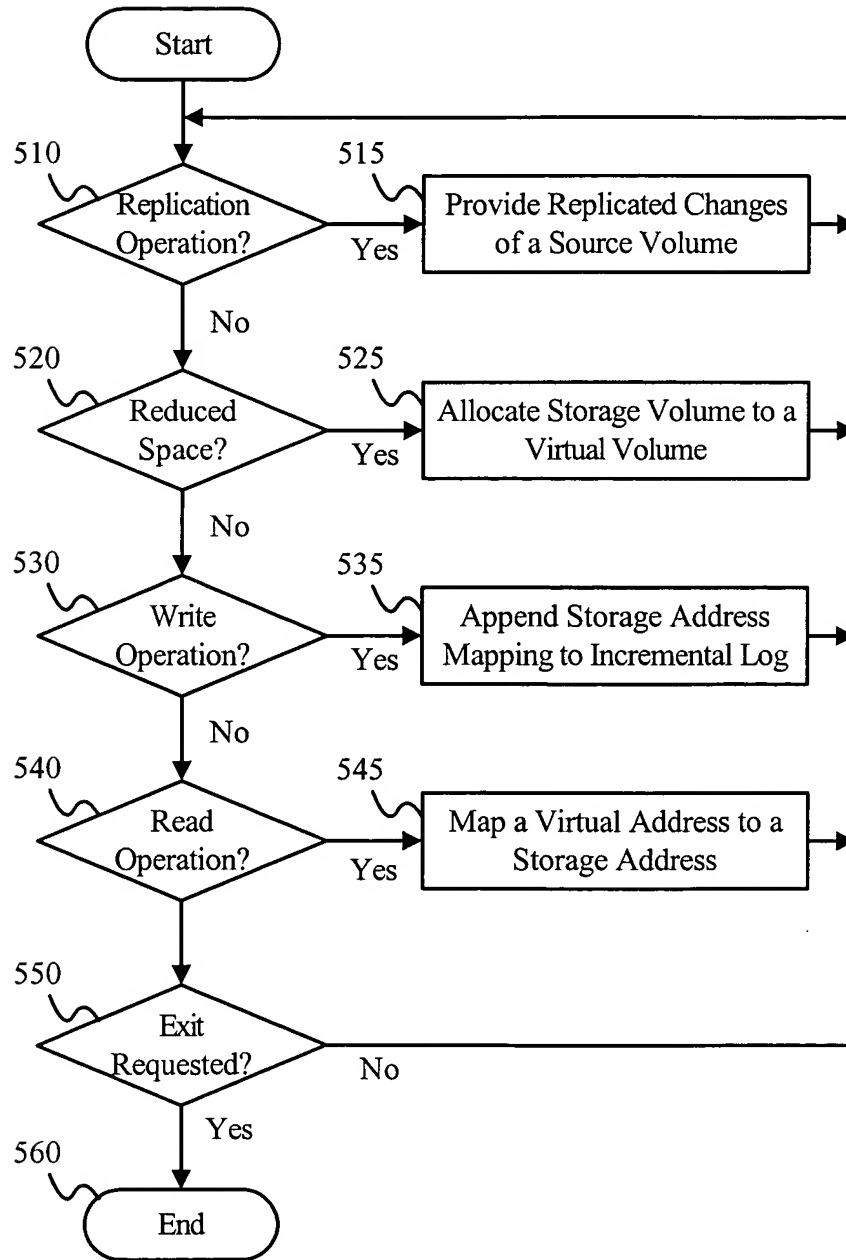 Start
510
Replication
Operation?
Yes
515
Provide Replicated Changes
of a Source Volume
No
520
Reduced
Space?
Yes
525
Allocate Storage Volume to a
Virtual Volume
No
530
Write
Operation?
Yes
535
Append Storage Address
Mapping to Incremental Log
No
540
Read
Operation?
Yes
545
Map a Virtual Address to a
Storage Address
550
Exit
Requested?
No
Yes
560
End